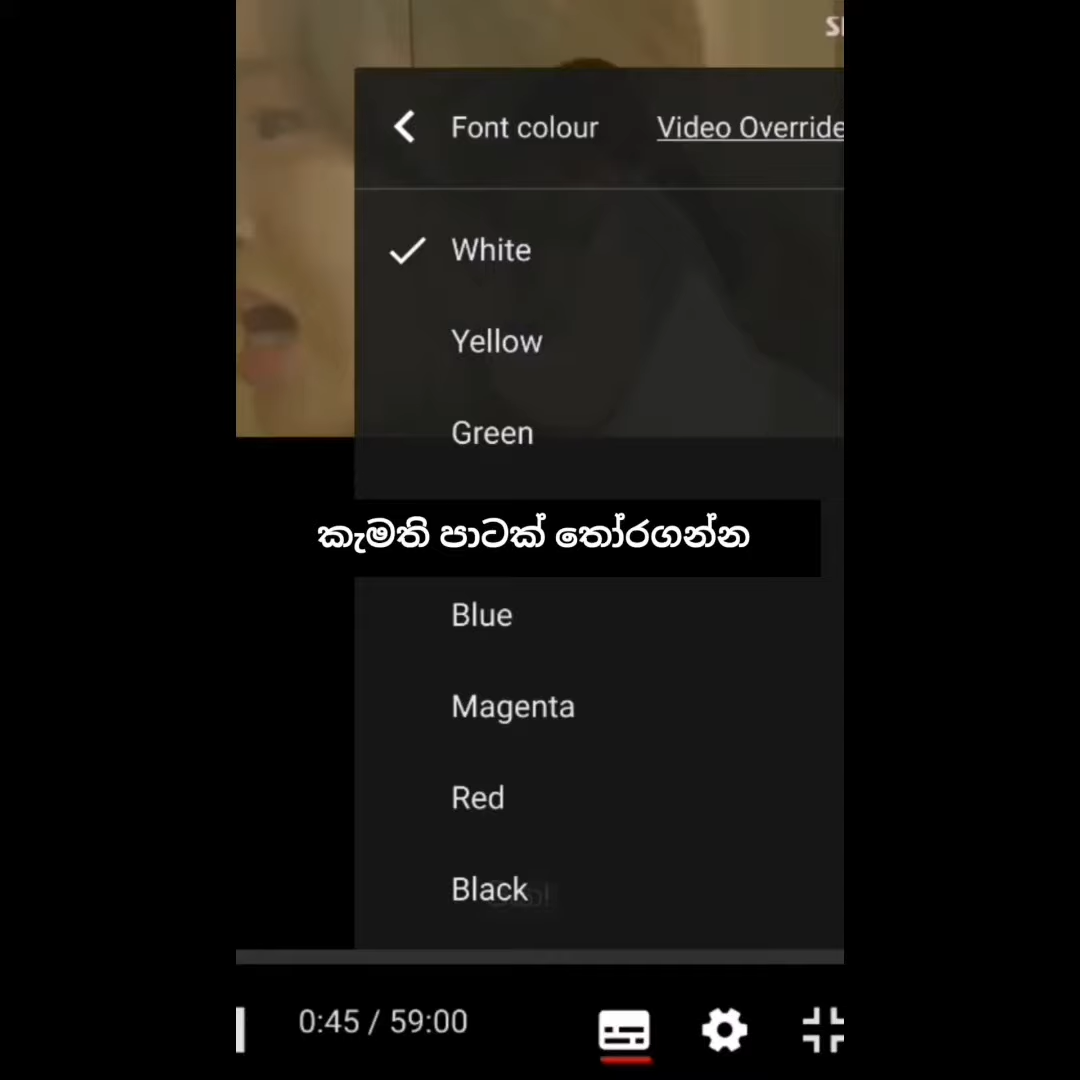 Font colour
Video Override
White
Yellow
Green
කැමති පාටක් තෝරගන්න
Blue
Magenta
Red
Black
0:45 / 59:00